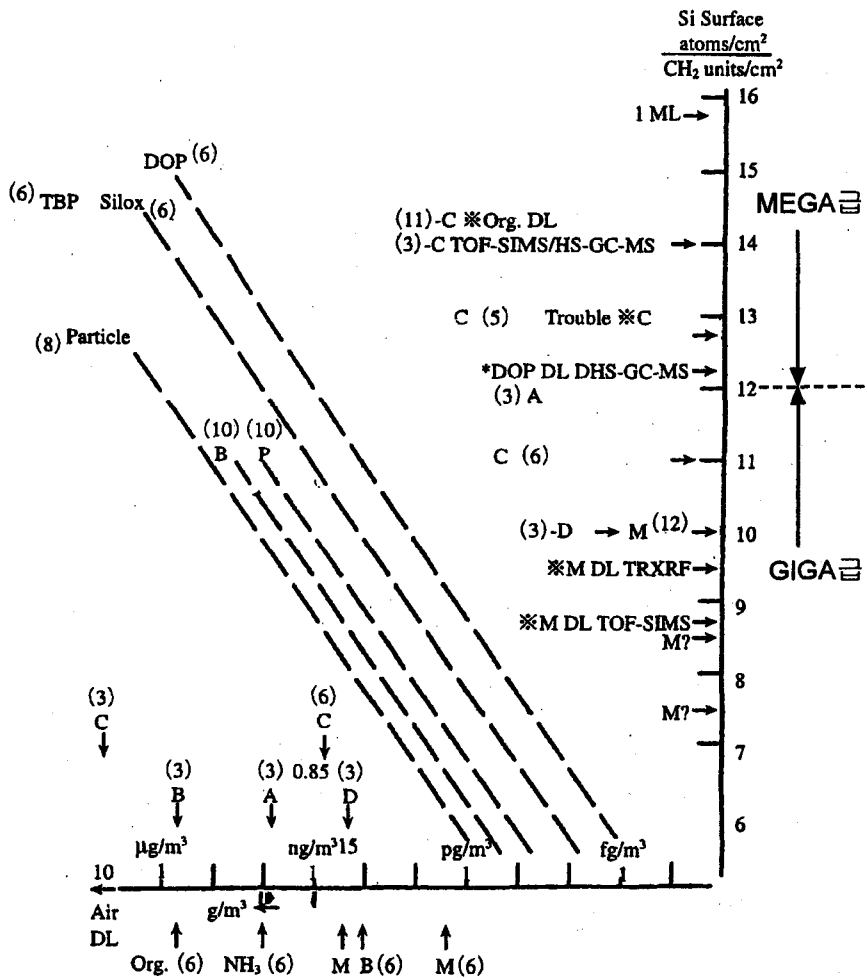 Si Surface
atoms/cm²
CH₂ units/cm²
16
1 ML
15
DOP (6)
(6) TBP Silox (6)
MEGA급
(11)-C ※Org. DL
(3)-C TOF-SIMS/HS-GC-MS
14
13
C (5) Trouble ※C
(8) Particle
*DOP DL DHS-GC-MS
12
(3) A
(10) (10)
B P
C (6)
11
(3)-D → M (12)
10
※M DL TRXRF
GIGA급
9
※M DL TOF-SIMS
M?
8
M?
(3)
C
(6)
C
7
0.85
(3)
B
(3)
A
(3)
D
6
μg/m³
ng/m³15
pg/m³
fg/m³
10
Air
DL
g/m³
Org. (6)
NH₃ (6)
M B (6)
M (6)